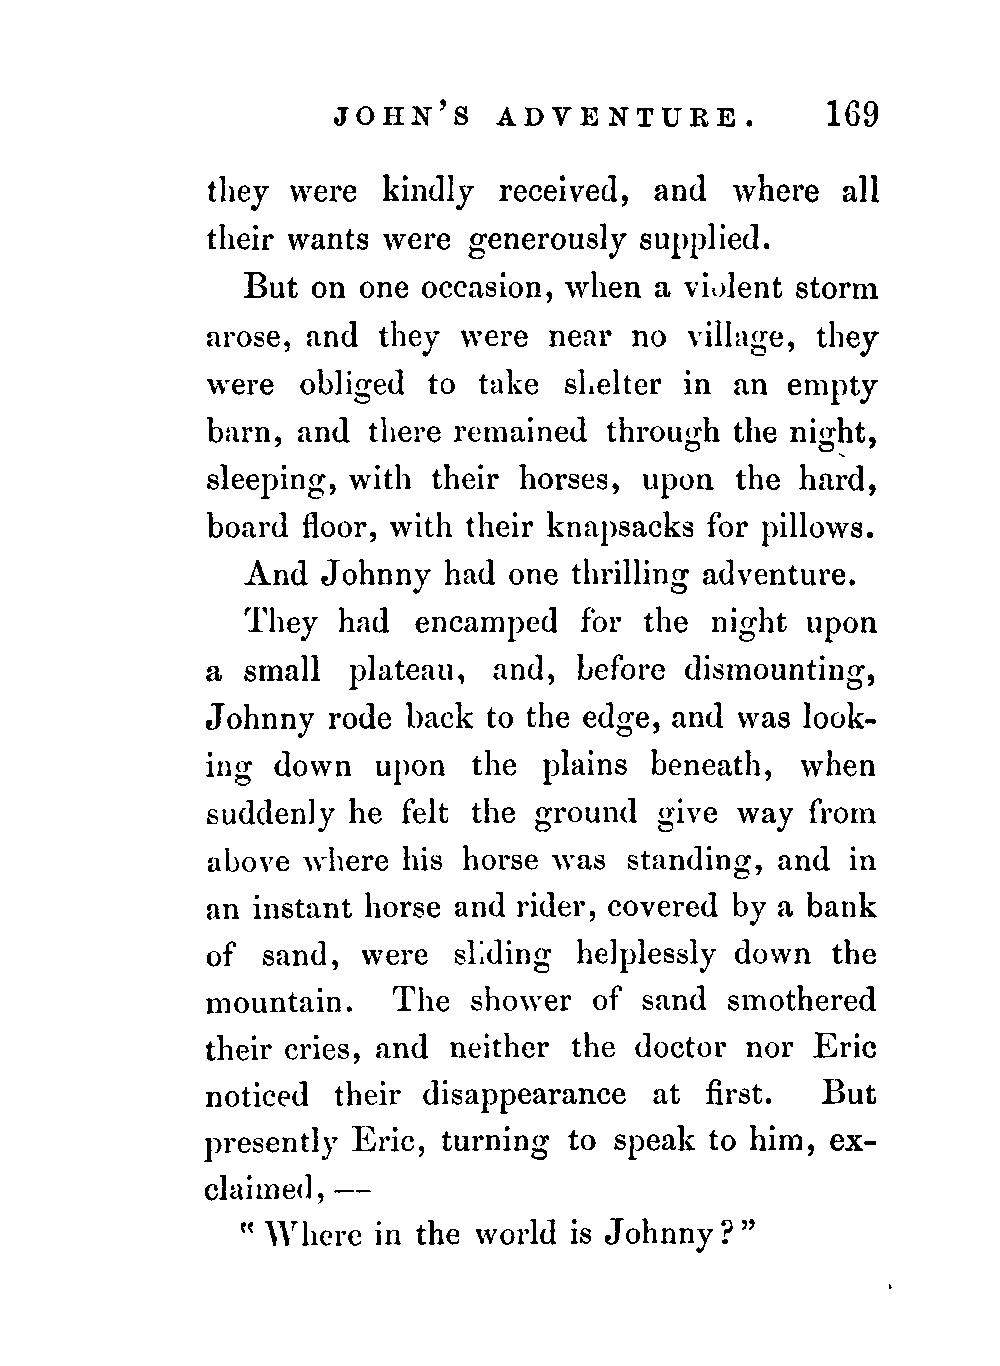 JOHN'S ADVENTURE. 169
they were kindly received, and where all
their wants were generously supplied.
But on one occasion, when a violent storm
arose, and they were near no village, they
were obliged to take shelter in an empty
barn, and there remained through the night,
sleeping, with their horses, upon the hard,
board floor, with their knapsacks for pillows.
And Johnny had one thrilling adventure.
They had encamped for the night upon
a small plateau, and, before dismounting,
Johnny rode back to the edge, and was look-
ing down upon the plains beneath, when
suddenly he felt the ground give way from
above where his horse was standing, and in
an instant horse and rider, covered by a bank
of sand, were sliding helplessly down the
mountain. The shower of sand smothered
their cries, and neither the doctor nor Eric
noticed their disappearance at first. But
presently Eric, turning to speak to him, ex-
claimed, —
"Where in the world is Johnny?"